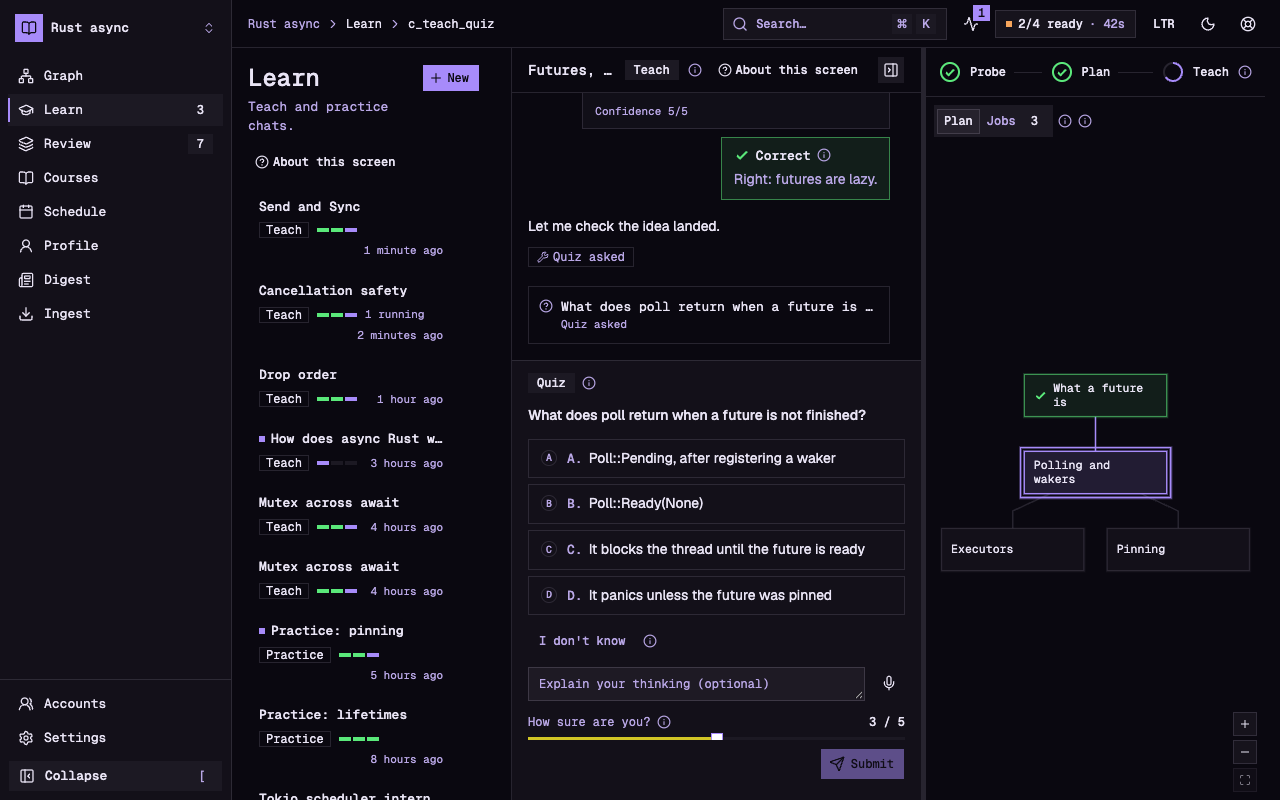 Rust async
Graph
Learn 3
Review 7
Courses
Schedule
Profile
Digest
Ingest
Accounts
Settings
Collapse [
Rust async > Learn > c_teach_quiz
Search… ⌘ K
1
2/4 ready · 42s
LTR
Learn
+ New
Teach and practice
chats.
About this screen
Send and Sync
Teach
1 minute ago
Cancellation safety
Teach 1 running
2 minutes ago
Drop order
Teach 1 hour ago
How does async Rust w…
Teach 3 hours ago
Mutex across await
Teach 4 hours ago
Mutex across await
Teach 4 hours ago
Practice: pinning
Practice
5 hours ago
Practice: lifetimes
Practice
8 hours ago
Tokio scheduler intern
Futures, … Teach About this screen
Confidence 5/5
Correct
Right: futures are lazy.
Let me check the idea landed.
Quiz asked
What does poll return when a future is …
Quiz asked
Quiz
What does poll return when a future is not finished?
A A. Poll::Pending, after registering a waker
B B. Poll::Ready(None)
C C. It blocks the thread until the future is ready
D D. It panics unless the future was pinned
I don't know
Explain your thinking (optional)
How sure are you? 3 / 5
Submit
Probe Plan Teach
Plan Jobs 3
What a future
is
Polling and
wakers
Executors
Pinning